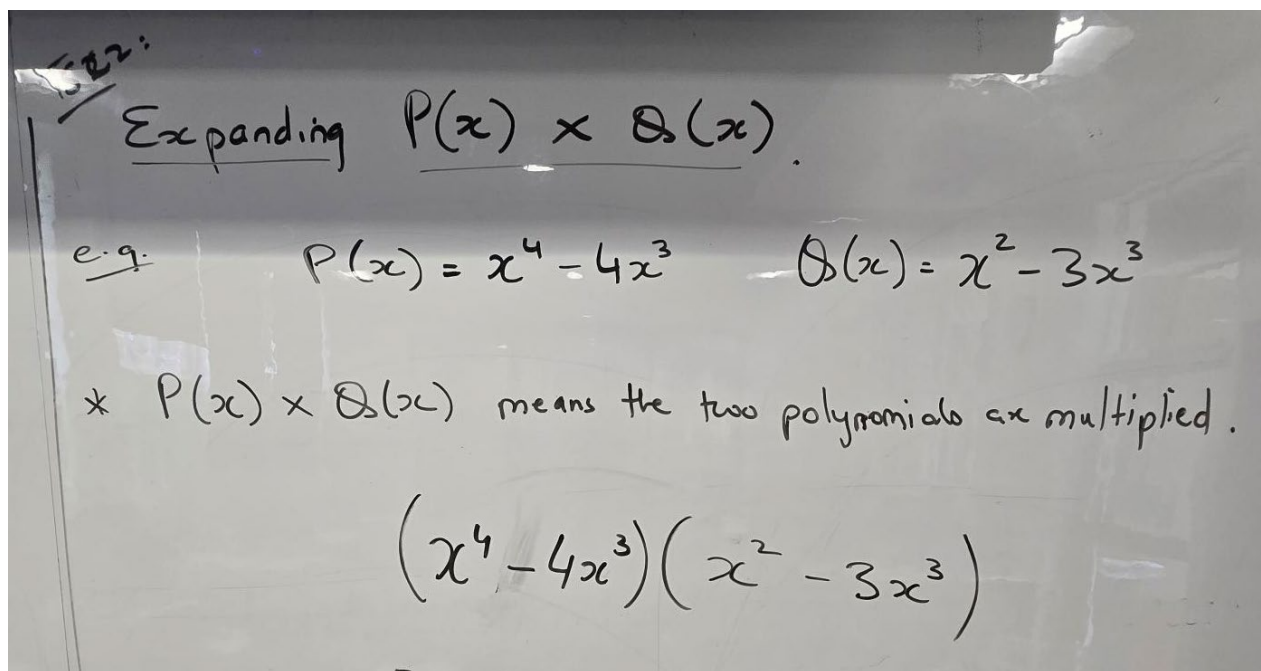 Expanding P(x) × Q(x).
e.g. P(x) = x⁴ - 4x³ Q(x) = x² - 3x³
* P(x) × Q(x) means the two polynomials are multiplied.
(x⁴ - 4x³)(x² - 3x³)